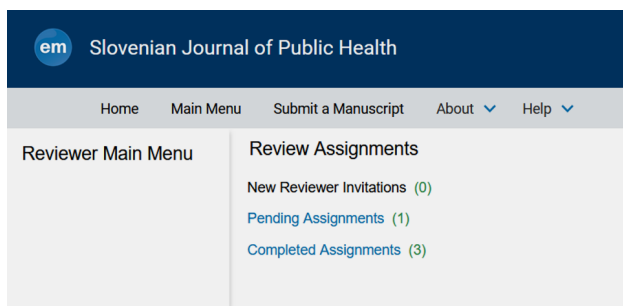 em Slovenian Journal of Public Health
Home Main Menu Submit a Manuscript About Help
Reviewer Main Menu
Review Assignments
New Reviewer Invitations (0)
Pending Assignments (1)
Completed Assignments (3)